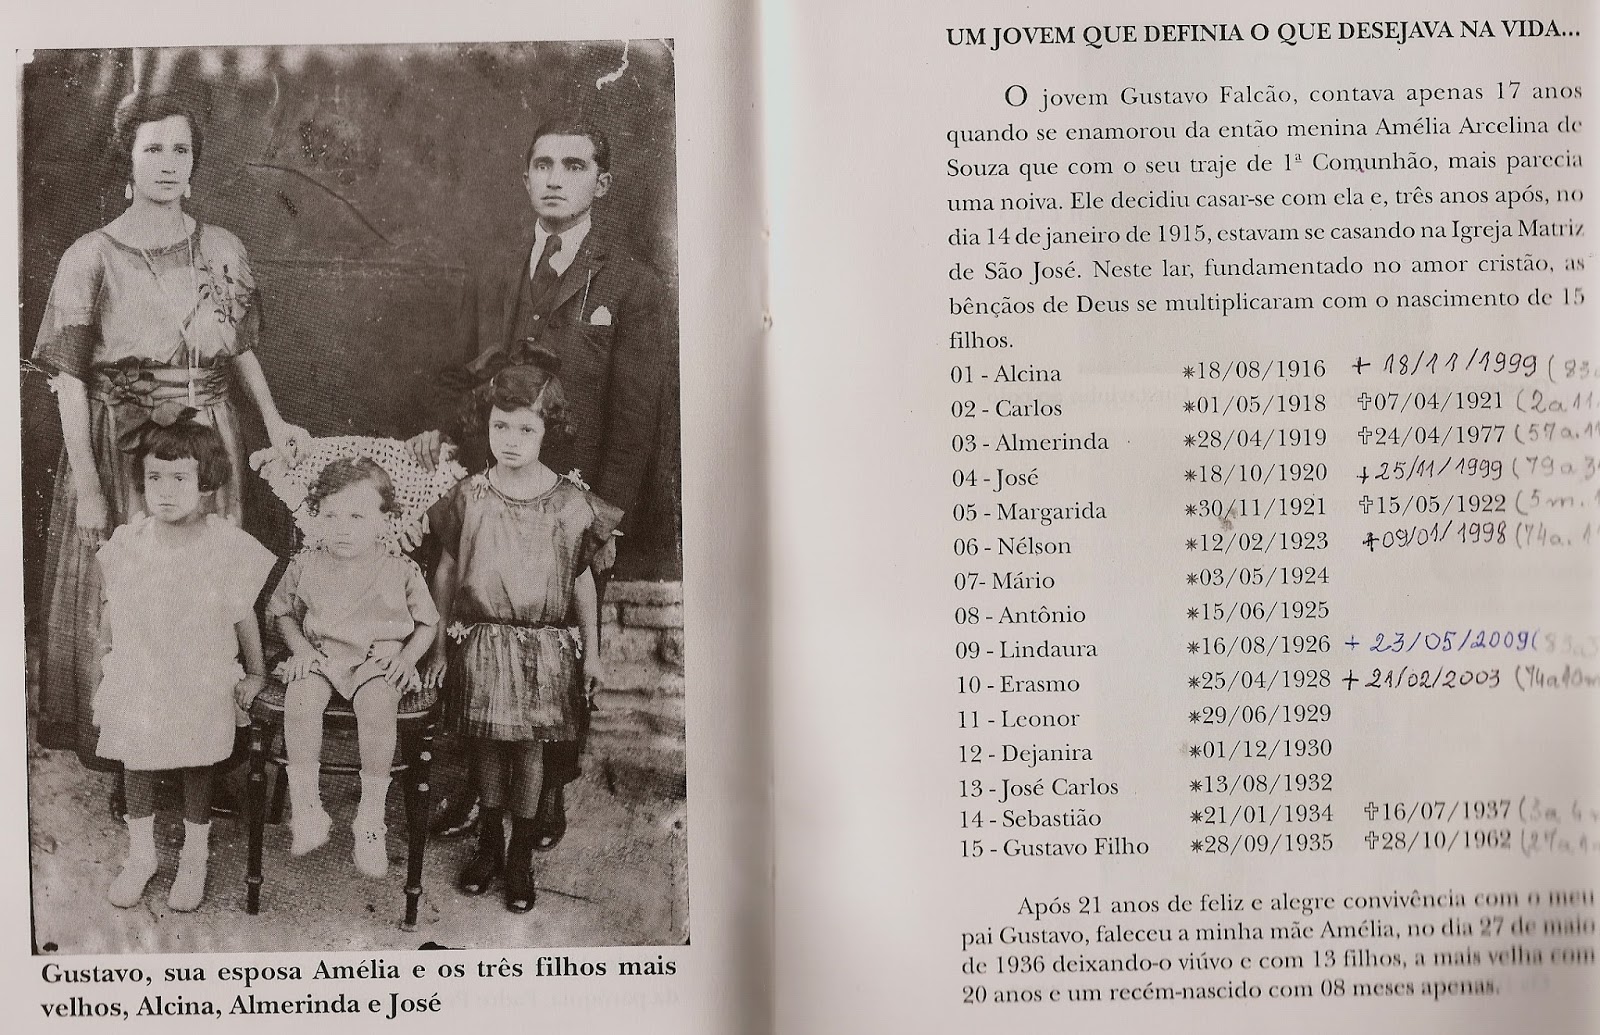 Gustavo, sua esposa Amélia e os três filhos mais
velhos, Alcina, Almerinda e José
UM JOVEM QUE DEFINIA O QUE DESEJAVA NA VIDA...
O jovem Gustavo Falcão, contava apenas 17 anos
quando se enamorou da então menina Amélia Arcelina de
Souza que com o seu traje de 1ª Comunhão, mais parecia
uma noiva. Ele decidiu casar-se com ela e, três anos após, no
dia 14 de janeiro de 1915, estavam se casando na Igreja Matriz
de São José. Neste lar, fundamentado no amor cristão, as
bênçãos de Deus se multiplicaram com o nascimento de 15
filhos.
01 - Alcina *18/08/1916 + 18/11/1999 (83
02 - Carlos *01/05/1918 ✝07/04/1921 (2a 11
03 - Almerinda *28/04/1919 ✝24/04/1977 (57a. 11
04 - José *18/10/1920 +25/11/1999 (79 a
05 - Margarida *30/11/1921 ✝15/05/1922 (5 m.
06 - Nélson *12/02/1923 +09/01/1998 (74a.
07- Mário *03/05/1924
08 - Antônio *15/06/1925
09 - Lindaura *16/08/1926 + 23/05/2009(
10 - Erasmo *25/04/1928 + 21/02/2003 (74a10m
11 - Leonor *29/06/1929
12 - Dejanira *01/12/1930
13 - José Carlos *13/08/1932
14 - Sebastião *21/01/1934 ✝16/07/1937 (3a
15 - Gustavo Filho *28/09/1935 ✝28/10/1962 (27a
Após 21 anos de feliz e alegre convivência com o meu
pai Gustavo, faleceu a minha mãe Amélia, no dia 27 de maio
de 1936 deixando-o viúvo e com 13 filhos, a mais velha com
20 anos e um recém-nascido com 08 meses apenas.